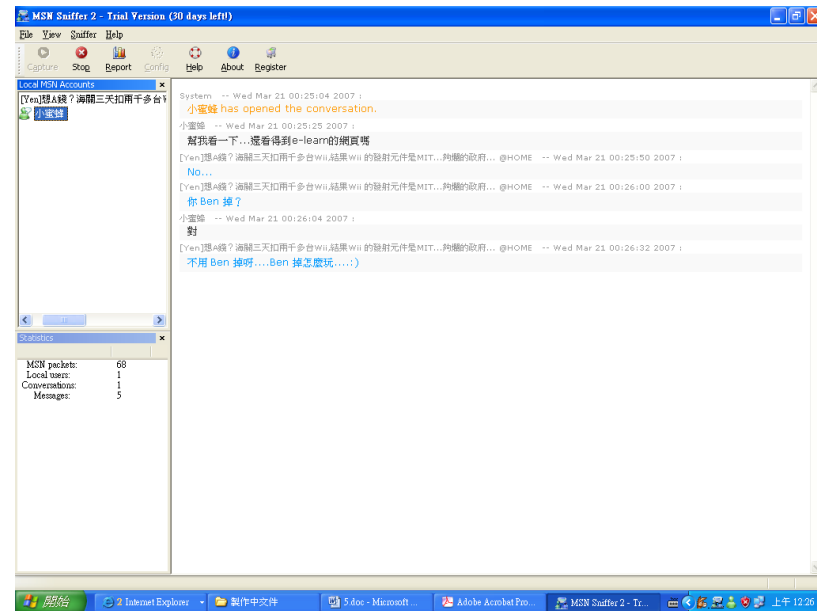 MSN Sniffer 2 - Trial Version (30 days left!)
File View Sniffer Help
Capture Stop Report Config Help About Register
Local MSN Accounts
[Yen]想A錢？海關三天扣兩千多台W
小蜜蜂
System -- Wed Mar 21 00:25:04 2007 :
小蜜蜂 has opened the conversation.
小蜜蜂 -- Wed Mar 21 00:25:25 2007 :
幫我看一下...還看得到e-learn的網頁嗎
[Yen]想A錢？海關三天扣兩千多台Wii,結果Wii 的發射元件是MIT...夠爛的政府... @HOME -- Wed Mar 21 00:25:50 2007 :
No...
[Yen]想A錢？海關三天扣兩千多台Wii,結果Wii 的發射元件是MIT...夠爛的政府... @HOME -- Wed Mar 21 00:26:00 2007 :
你 Ben 掉？
小蜜蜂 -- Wed Mar 21 00:26:04 2007 :
對
[Yen]想A錢？海關三天扣兩千多台Wii,結果Wii 的發射元件是MIT...夠爛的政府... @HOME -- Wed Mar 21 00:26:32 2007 :
不用 Ben 掉呀....Ben 掉怎麼玩....:)
Statistics
MSN packets: 68
Local users: 1
Conversations: 1
Messages: 5
開始 2 Internet Explorer 製作中文件 5.doc - Microsoft ... Adobe Acrobat Pro... MSN Sniffer 2 - Tr... 上午 12:26